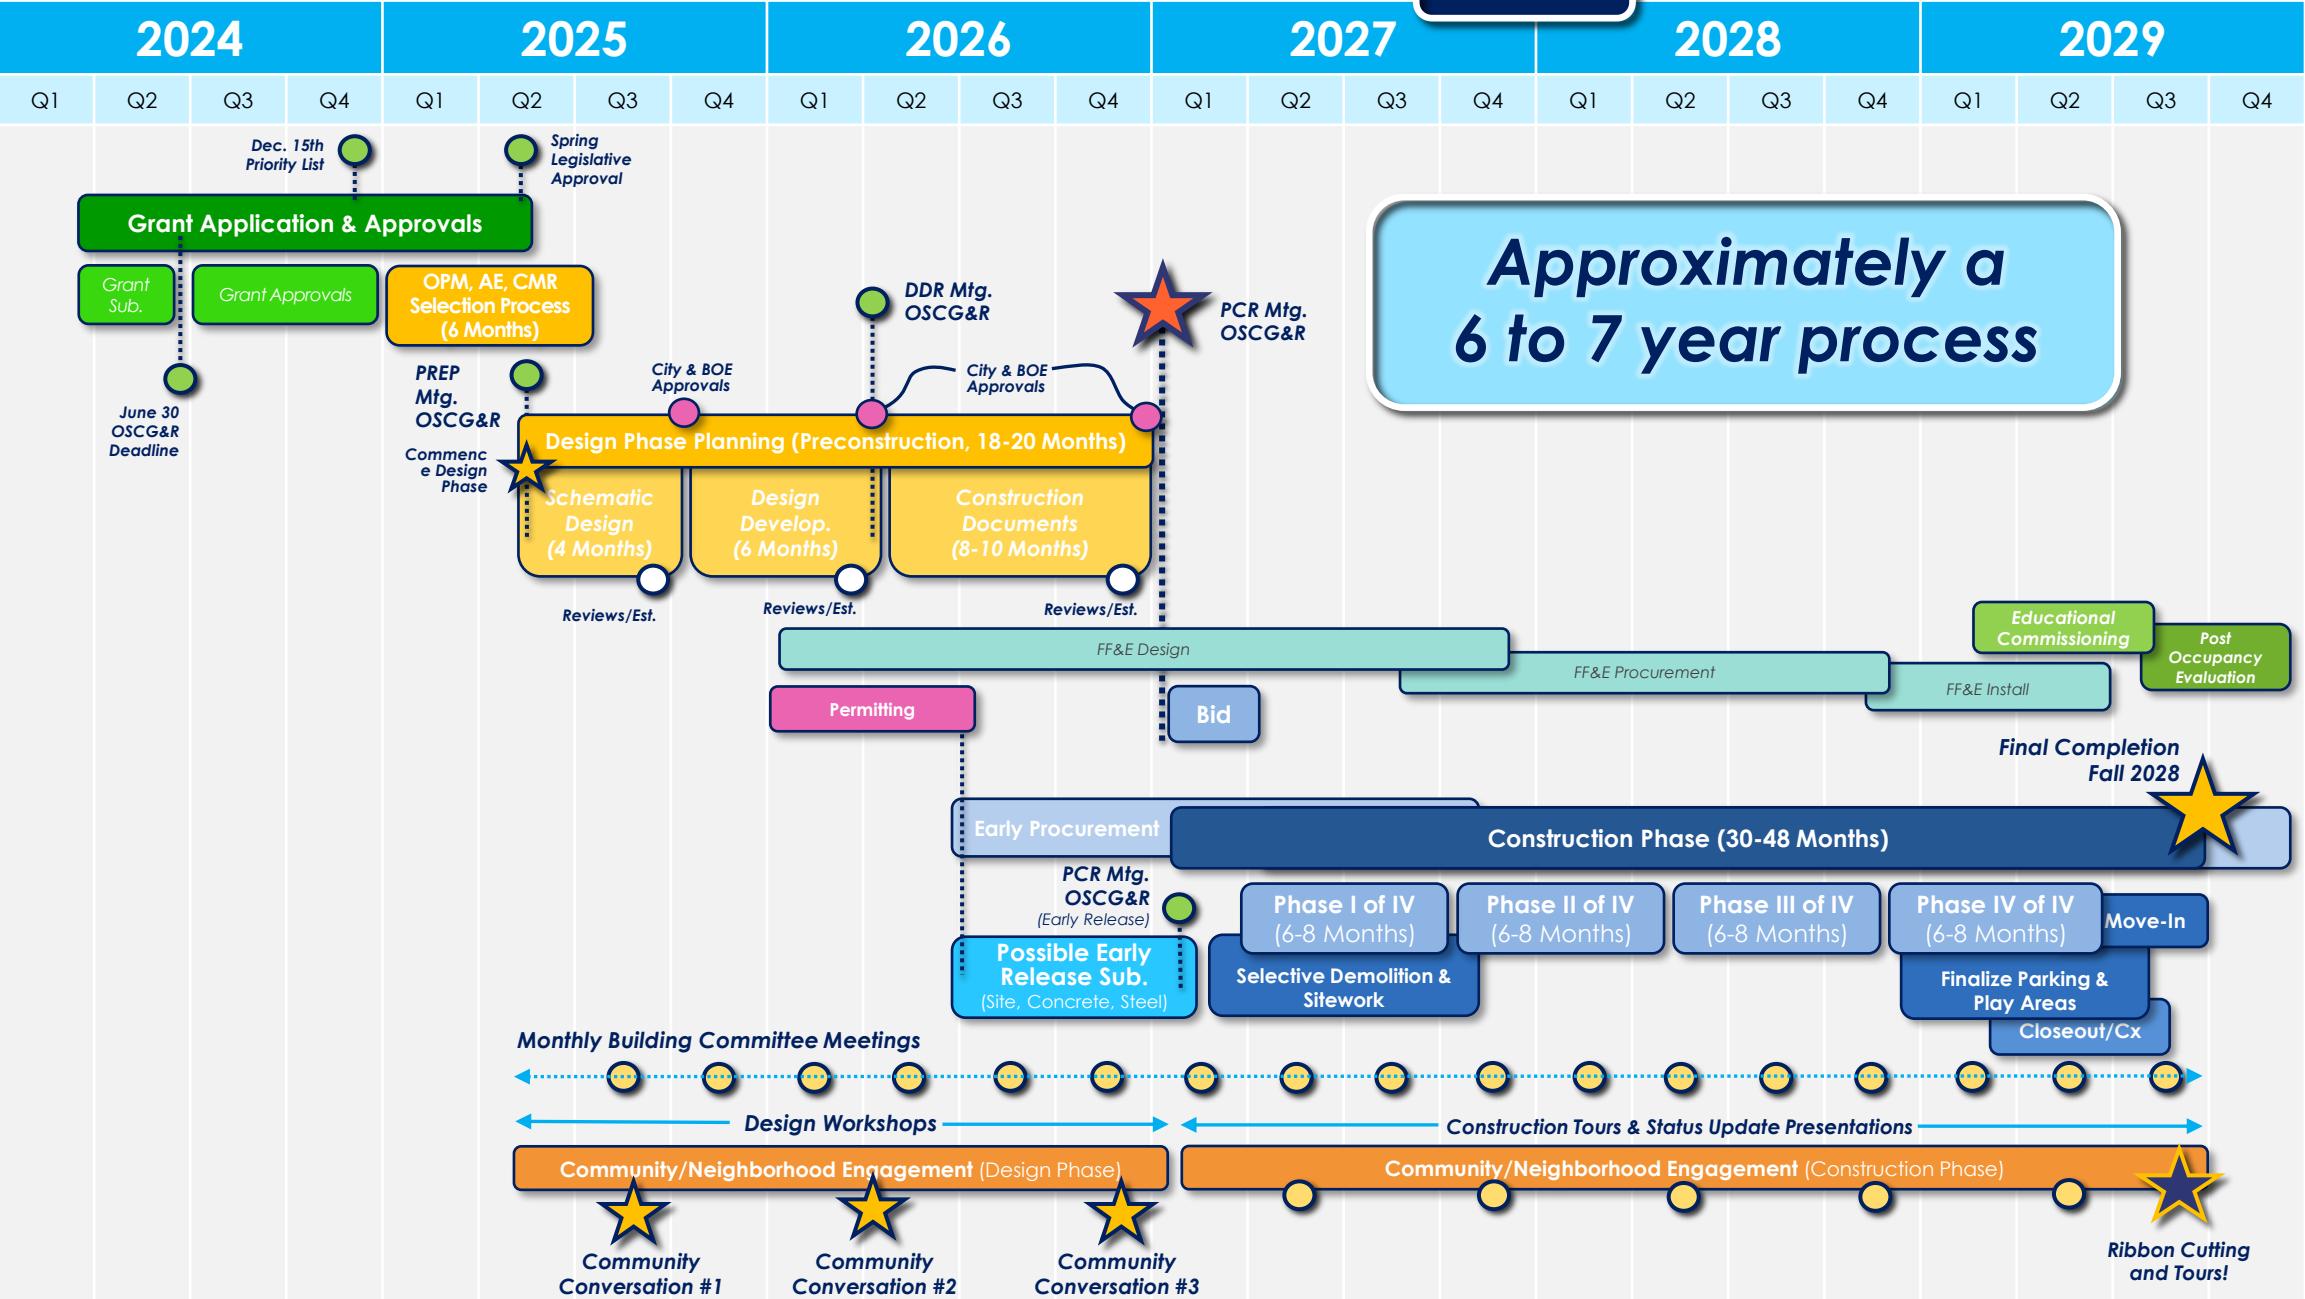 2024
2025
2026
2027
2028
2029
Q1
Q2
Q3
Q4
Q1
Q2
Q3
Q4
Q1
Q2
Q3
Q4
Q1
Q2
Q3
Q4
Q1
Q2
Q3
Q4
Q1
Q2
Q3
Q4
Dec. 15th
Priority List
Spring
Legislative
Approval
Grant Application & Approvals
Grant
Sub.
Grant Approvals
OPM, AE, CMR
Selection Process
(6 Months)
June 30
OSCG&R
Deadline
PREP
Mtg.
OSCG&R
Commenc
e Design
Phase
City & BOE
Approvals
DDR Mtg.
OSCG&R
City & BOE
Approvals
PCR Mtg.
OSCG&R
Approximately a
6 to 7 year process
Design Phase Planning (Preconstruction, 18-20 Months)
Schematic
Design
(4 Months)
Design
Develop.
(6 Months)
Construction
Documents
(8-10 Months)
Reviews/Est.
Reviews/Est.
Reviews/Est.
FF&E Design
FF&E Procurement
FF&E Install
Educational
Commissioning
Post
Occupancy
Evaluation
Permitting
Bid
Final Completion
Fall 2028
Early Procurement
Construction Phase (30-48 Months)
PCR Mtg.
OSCG&R
(Early Release)
Possible Early
Release Sub.
(Site, Concrete, Steel)
Phase I of IV
(6-8 Months)
Phase II of IV
(6-8 Months)
Phase III of IV
(6-8 Months)
Phase IV of IV
(6-8 Months)
Move-In
Selective Demolition &
Sitework
Finalize Parking &
Play Areas
Closeout/Cx
Monthly Building Committee Meetings
Design Workshops
Construction Tours & Status Update Presentations
Community/Neighborhood Engagement (Design Phase)
Community/Neighborhood Engagement (Construction Phase)
Community
Conversation #1
Community
Conversation #2
Community
Conversation #3
Ribbon Cutting
and Tours!